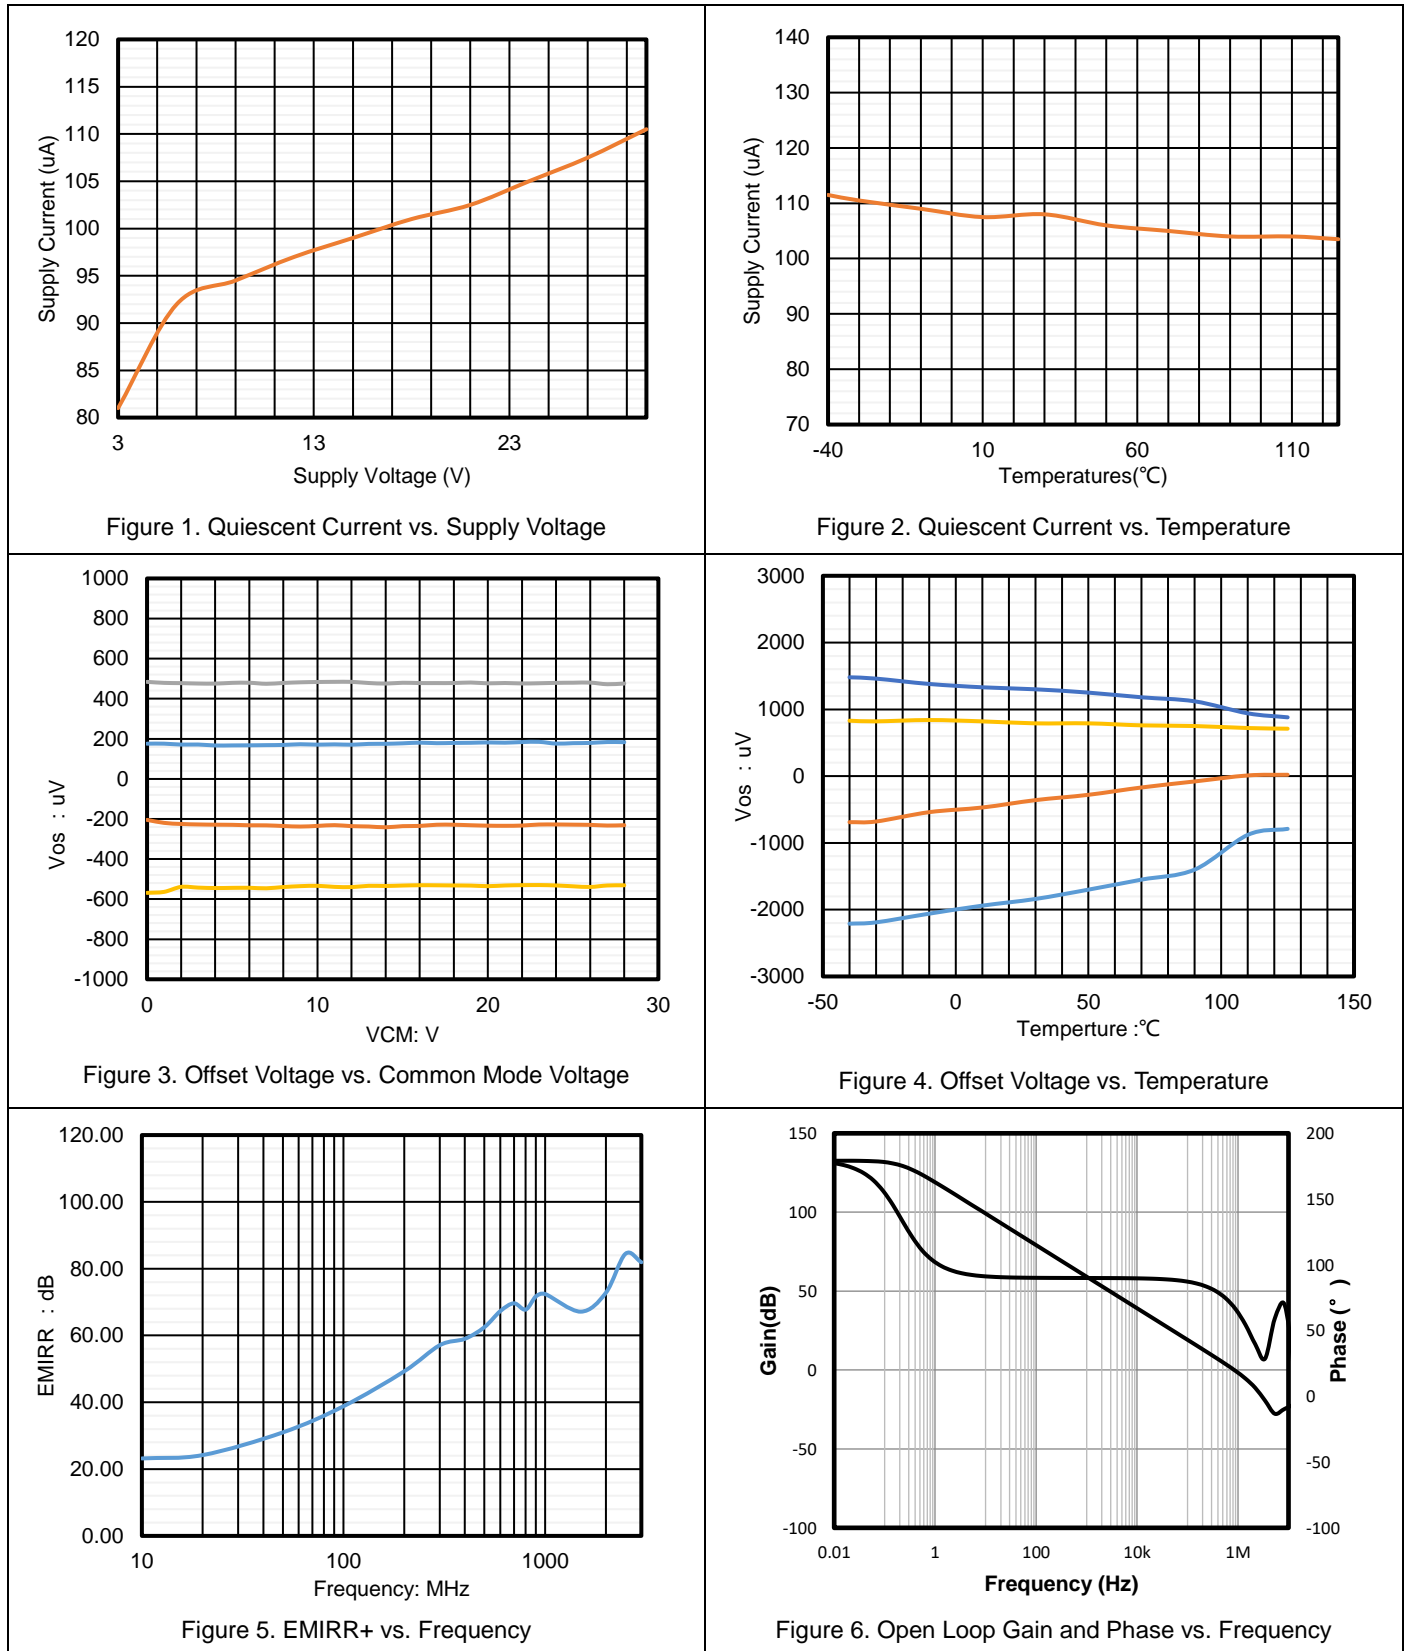 120
115
110
105
100
95
90
85
80
Supply Current (uA)
3 13 23
Supply Voltage (V)
Figure 1. Quiescent Current vs. Supply Voltage
140
130
120
110
100
90
80
70
Supply Current (uA)
-40 10 60 110
Temperatures(℃)
Figure 2. Quiescent Current vs. Temperature
1000
800
600
400
200
0
-200
-400
-600
-800
-1000
Vos : uV
0 10 20 30
VCM: V
Figure 3. Offset Voltage vs. Common Mode Voltage
3000
2000
1000
0
-1000
-2000
-3000
Vos : uV
-50 0 50 100 150
Temperture :℃
Figure 4. Offset Voltage vs. Temperature
120.00
100.00
80.00
60.00
40.00
20.00
0.00
EMIRR : dB
10 100 1000
Frequency: MHz
Figure 5. EMIRR+ vs. Frequency
150
100
50
0
-50
-100
Gain(dB)
200
150
100
50
0
-50
-100
Phase (° )
0.01 1 100 10k 1M
Frequency (Hz)
Figure 6. Open Loop Gain and Phase vs. Frequency